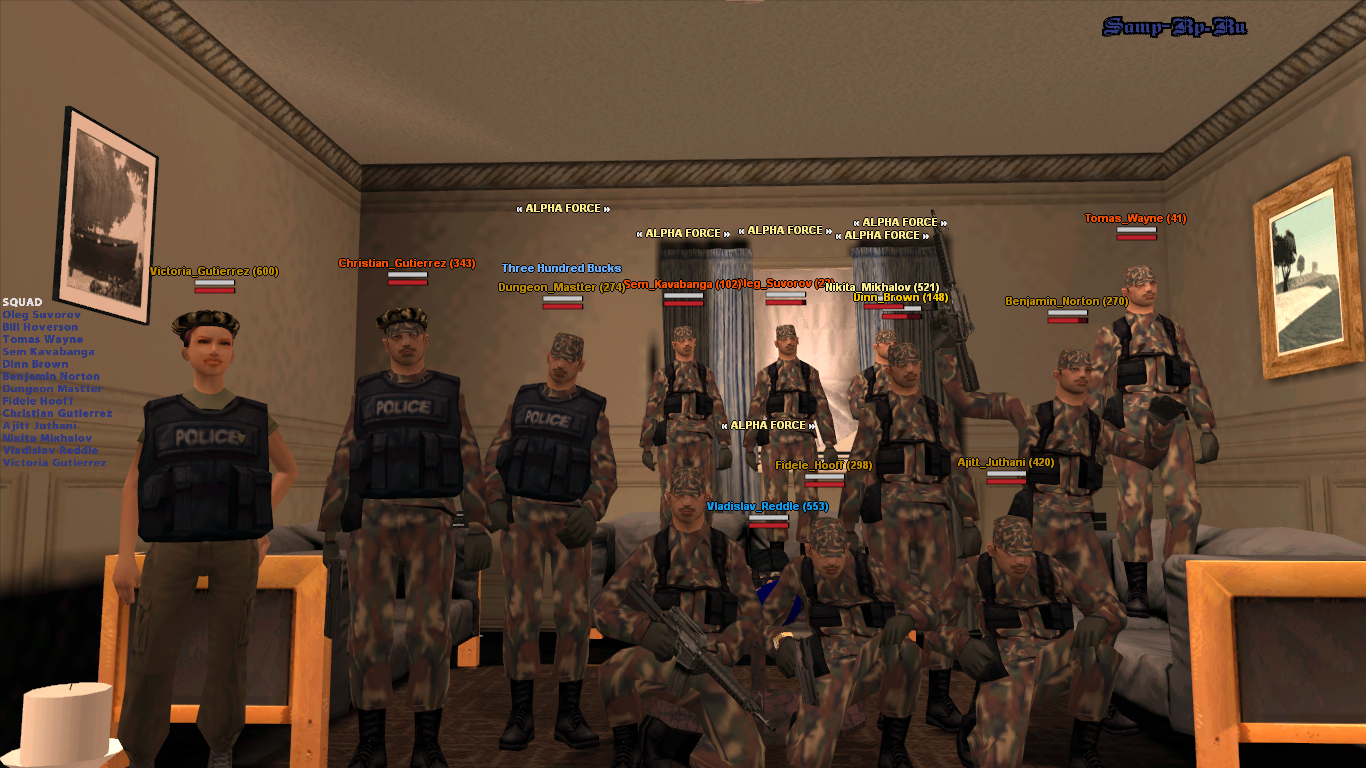 Samp-Rp.Ru
« ALPHA FORCE »
« ALPHA FORCE »
« ALPHA FORCE »
« ALPHA FORCE »
« ALPHA FORCE »
Tomas_Wayne (41)
Victoria_Gutierrez (600)
Christian_Gutierrez (343)
Three Hundred Bucks
Dungeon_Mastter (274)
Sem_Kavabanga (102)
Oleg_Suvorov
Nikita_Mikhalov (521)
Dinn_Brown (148)
Benjamin_Norton (270)
SQUAD
Oleg Suvorov
Bill Hoverson
Tomas Wayne
Sem Kavabanga
Dinn Brown
Benjamin Norton
Dungeon Mastter
Fidele Hooff
Christian Gutierrez
Ajitt Juthani
Nikita Mikhalov
Vladislav Reddle
Victoria Gutierrez
POLICE
POLICE
POLICE
« ALPHA FORCE »
Fidele_Hooff (298)
Ajitt_Juthani (420)
Vladislav_Reddle (553)